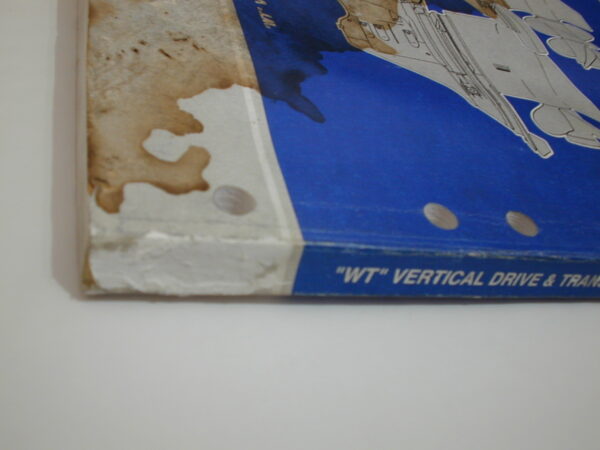 "WT" VERTICAL DRIVE & TRAN